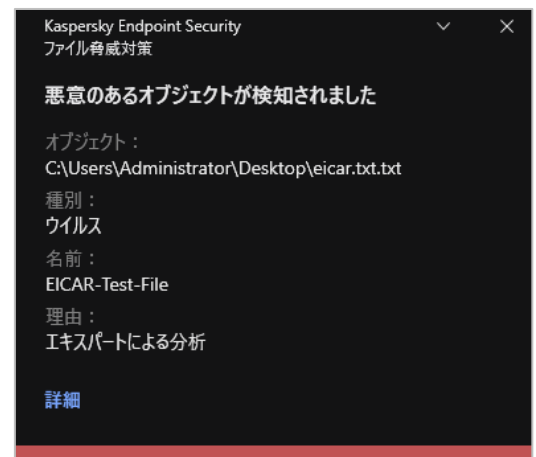 Kaspersky Endpoint Security
ファイル脅威対策
悪意のあるオブジェクトが検知されました
オブジェクト：
C:\Users\Administrator\Desktop\eicar.txt.txt
種別：
ウイルス
名前：
EICAR-Test-File
理由：
エキスパートによる分析
詳細